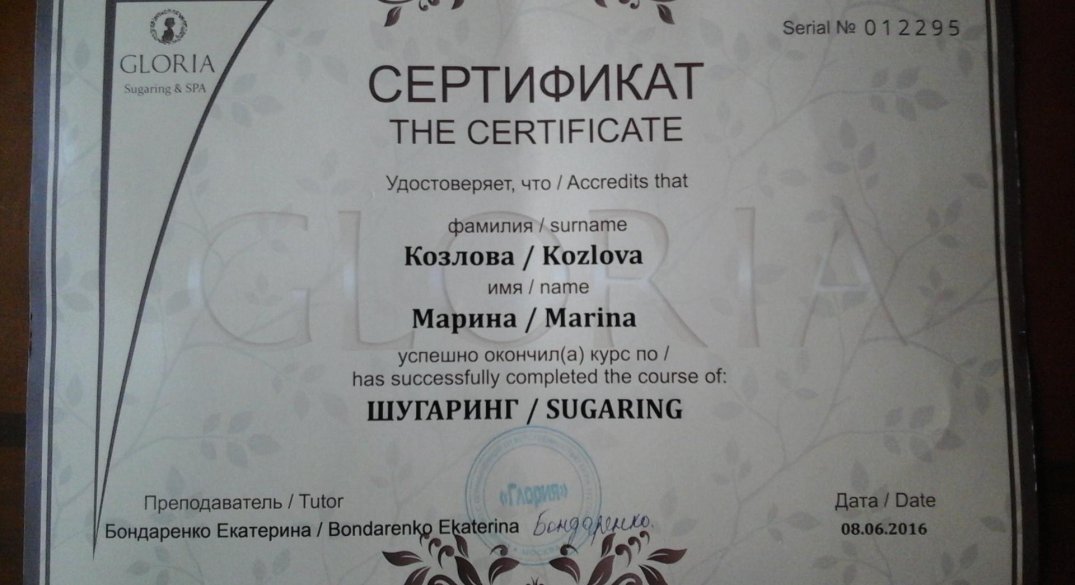 GLORIA
Sugaring & SPA
Serial № 012295
СЕРТИФИКАТ
THE CERTIFICATE
Удостоверяет, что / Accredits that
фамилия / surname
Козлова / Kozlova
имя / name
Марина / Marina
успешно окончил(а) курс по /
has successfully completed the course of:
ШУГАРИНГ / SUGARING
GLORIA
«Глория»
МОСКВА
Преподаватель / Tutor
Бондаренко Екатерина / Bondarenko Ekaterina Бондаренко
Дата / Date
08.06.2016